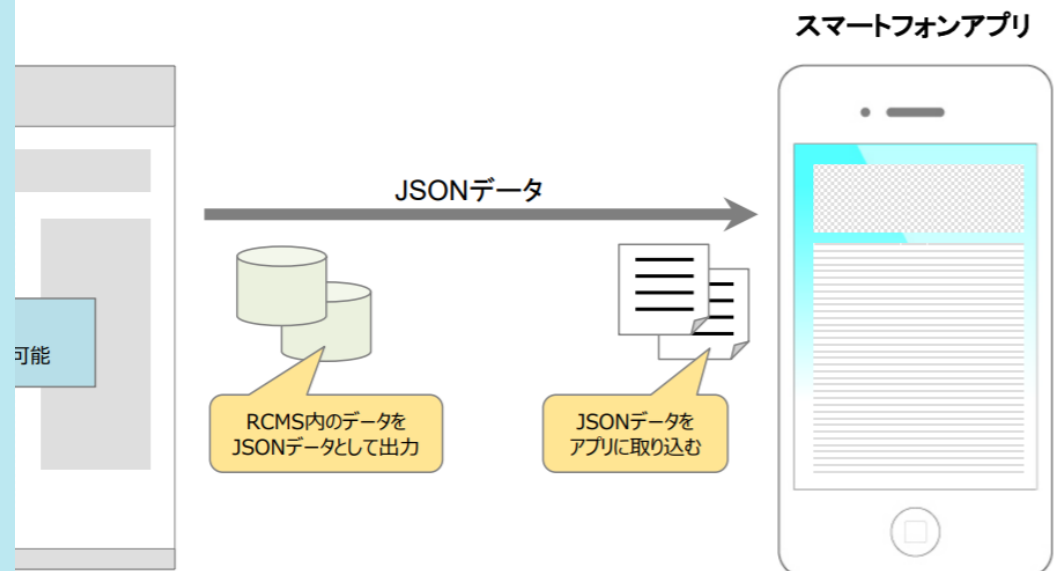 スマートフォンアプリ
JSONデータ
可能
RCMS内のデータを
JSONデータとして出力
JSONデータを
アプリに取り込む